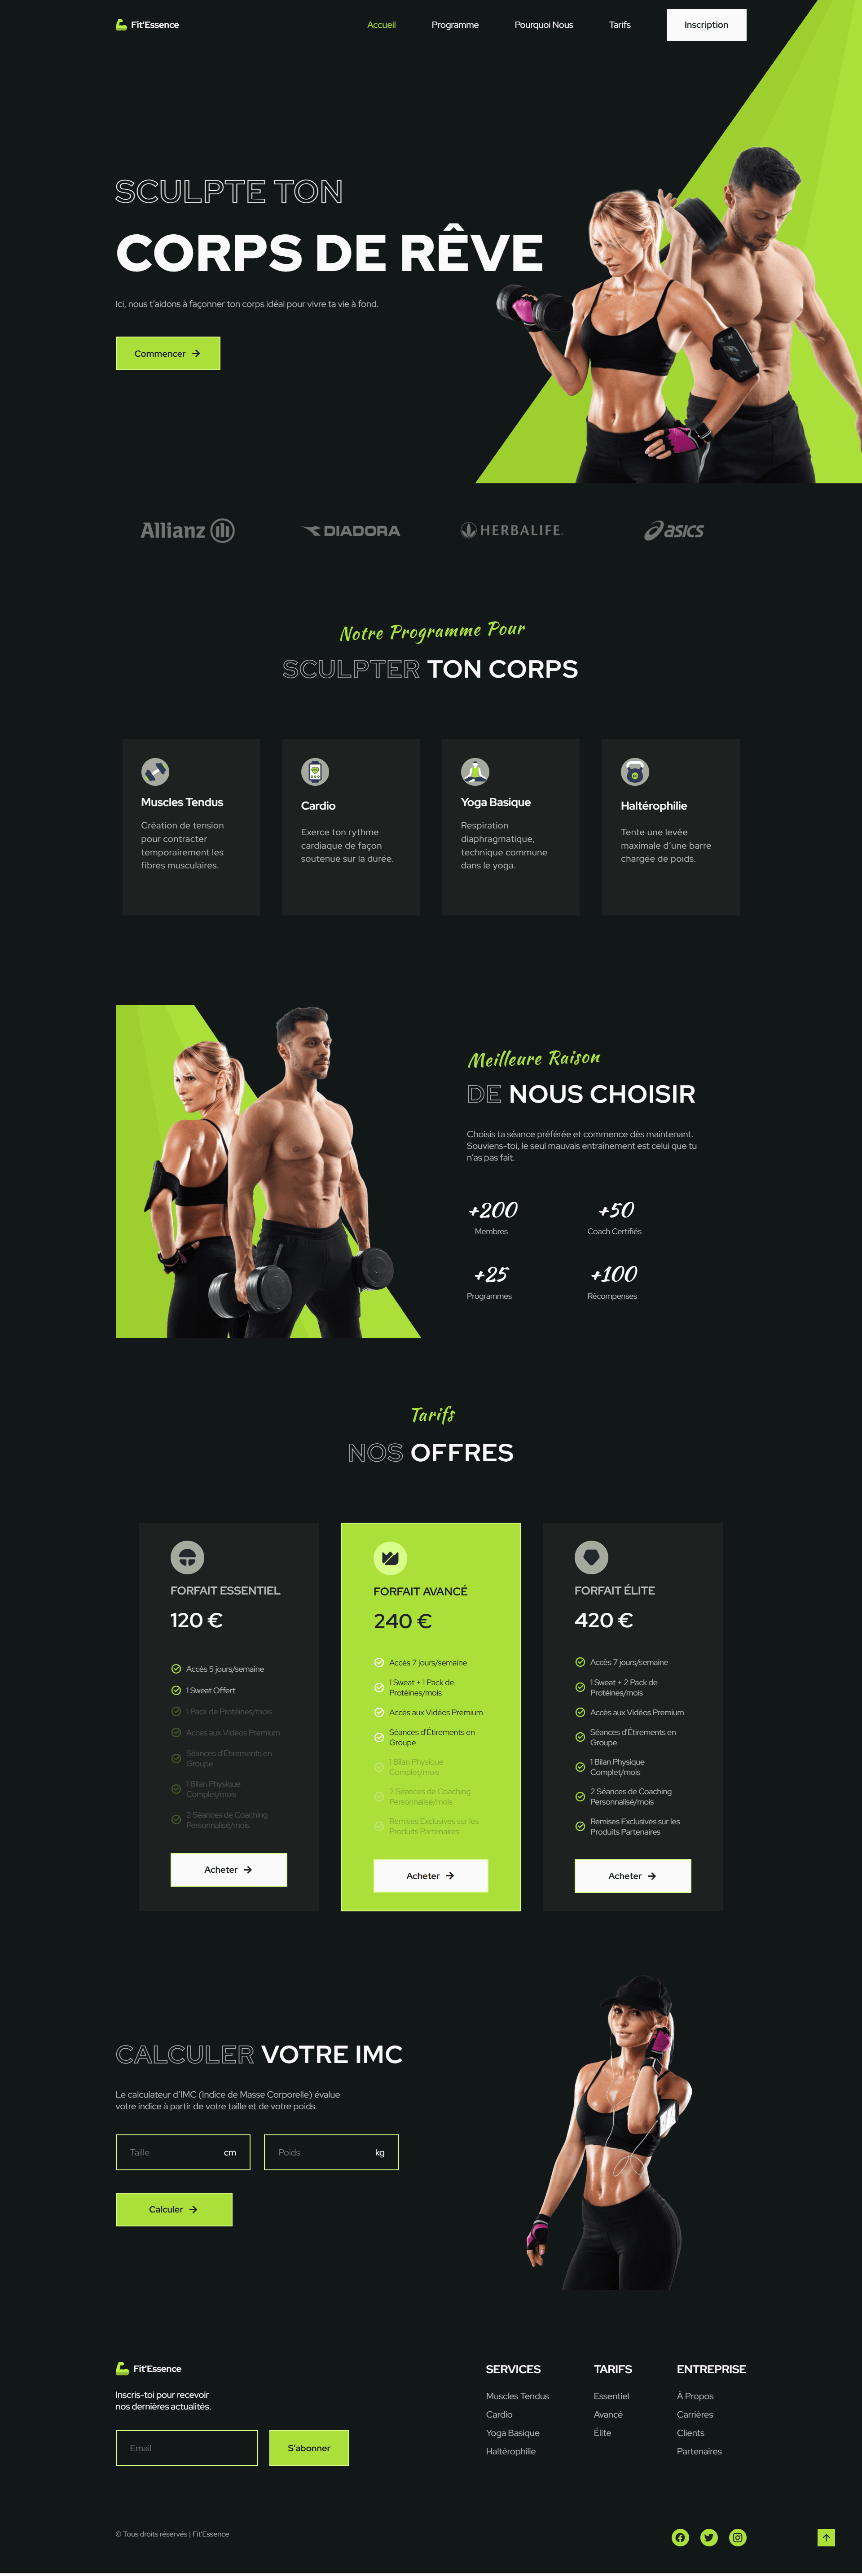 Fit'Essence
Accueil
Programme
Pourquoi Nous
Tarifs
Inscription
SCULPTE TON
CORPS DE RÊVE
Ici, nous t'aidons à façonner ton corps idéal pour vivre ta vie à fond.
Commencer
Allianz
DIADORA
HERBALIFE
asics
Notre Programme Pour
SCULPTER TON CORPS
Muscles Tendus
Création de tension
pour contracter
temporairement les
fibres musculaires.
Cardio
Exerce ton rythme
cardiaque de façon
soutenue sur la durée.
Yoga Basique
Respiration
diaphragmatique,
technique commune
dans le yoga.
Haltérophilie
Tente une levée
maximale d'une barre
chargée de poids.
Meilleure Raison
DE NOUS CHOISIR
Choisis ta séance préférée et commence dès maintenant.
Souviens-toi, le seul mauvais entraînement est celui que tu
n'as pas fait.
+200
Membres
+50
Coach Certifiés
+25
Programmes
+100
Récompenses
Tarifs
NOS OFFRES
FORFAIT ESSENTIEL
120 €
Accès 5 jours/semaine
1 Sweat Offert
1 Pack de Protéines/mois
Accès aux Vidéos Premium
Séances d'Étirements en
Groupe
1 Bilan Physique
Complet/mois
2 Séances de Coaching
Personnalisé/mois
Acheter
FORFAIT AVANCÉ
240 €
Accès 7 jours/semaine
1 Sweat + 1 Pack de
Protéines/mois
Accès aux Vidéos Premium
Séances d'Étirements en
Groupe
1 Bilan Physique
Complet/mois
2 Séances de Coaching
Personnalisé/mois
Remises Exclusives sur les
Produits Partenaires
Acheter
FORFAIT ÉLITE
420 €
Accès 7 jours/semaine
1 Sweat + 2 Pack de
Protéines/mois
Accès aux Vidéos Premium
Séances d'Étirements en
Groupe
1 Bilan Physique
Complet/mois
2 Séances de Coaching
Personnalisé/mois
Remises Exclusives sur les
Produits Partenaires
Acheter
CALCULER VOTRE IMC
Le calculateur d'IMC (Indice de Masse Corporelle) évalue
votre indice à partir de votre taille et de votre poids.
Taille cm
Poids kg
Calculer
Fit'Essence
Inscris-toi pour recevoir
nos dernières actualités.
Email
S'abonner
SERVICES
Muscles Tendus
Cardio
Yoga Basique
Haltérophilie
TARIFS
Essentiel
Avancé
Élite
ENTREPRISE
À Propos
Carrières
Clients
Partenaires
© Tous droits réservés | Fit'Essence